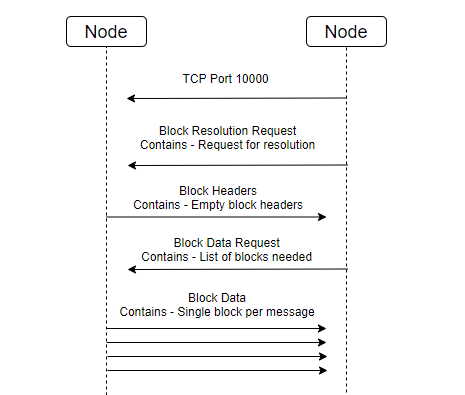 Node
Node
TCP Port 10000
Block Resolution Request
Contains - Request for resolution
Block Headers
Contains - Empty block headers
Block Data Request
Contains - List of blocks needed
Block Data
Contains - Single block per message